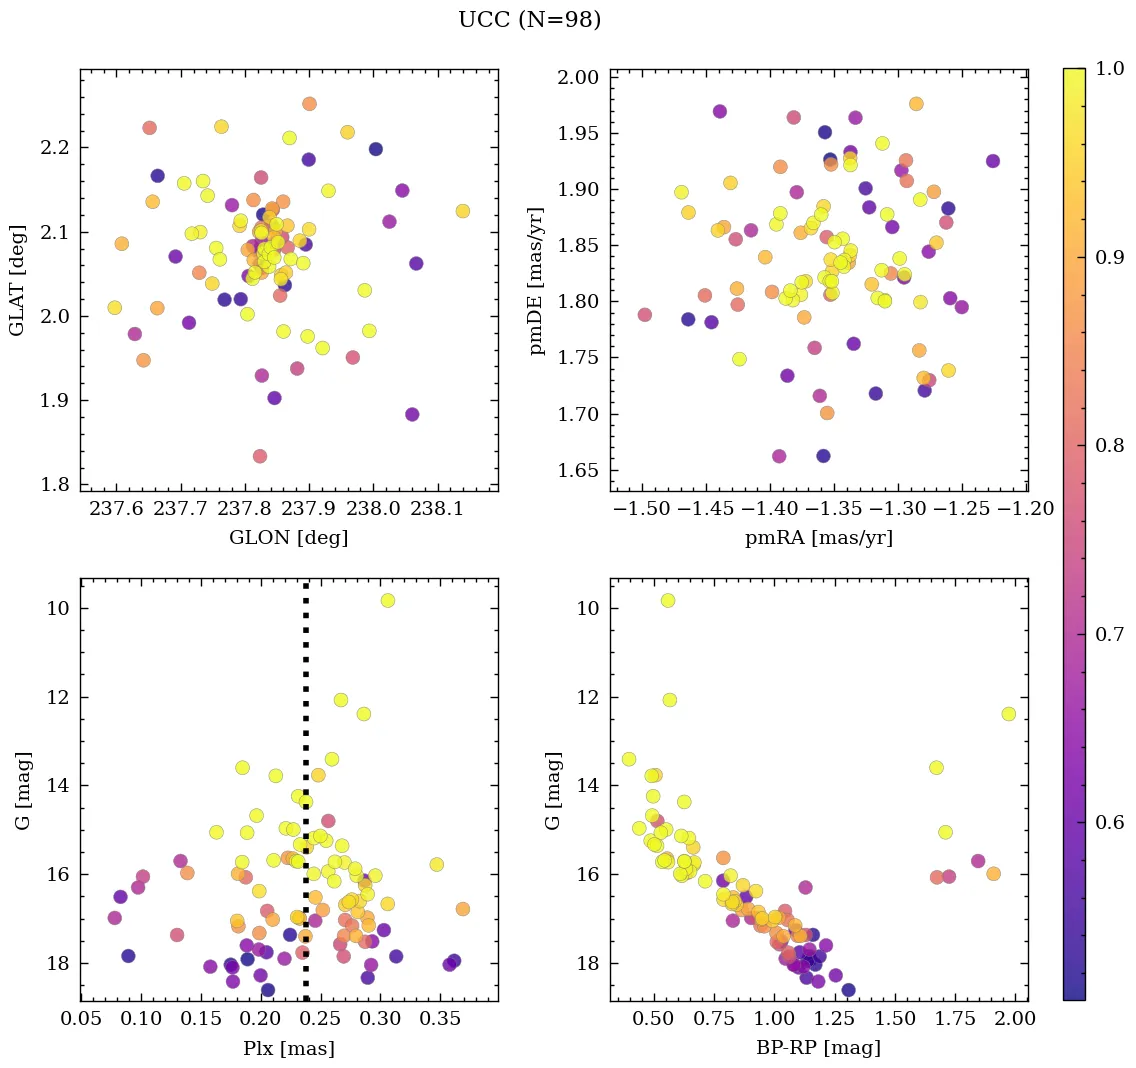 UCC (N=98)
2.2
2.1
2.0
1.9
1.8
GLAT [deg]
237.6 237.7 237.8 237.9 238.0 238.1
GLON [deg]
2.00
1.95
1.90
1.85
1.80
1.75
1.70
1.65
pmDE [mas/yr]
−1.50 −1.45 −1.40 −1.35 −1.30 −1.25 −1.20
pmRA [mas/yr]
10
12
14
16
18
G [mag]
0.05 0.10 0.15 0.20 0.25 0.30 0.35
Plx [mas]
10
12
14
16
18
G [mag]
0.50 0.75 1.00 1.25 1.50 1.75 2.00
BP-RP [mag]
1.0
0.9
0.8
0.7
0.6